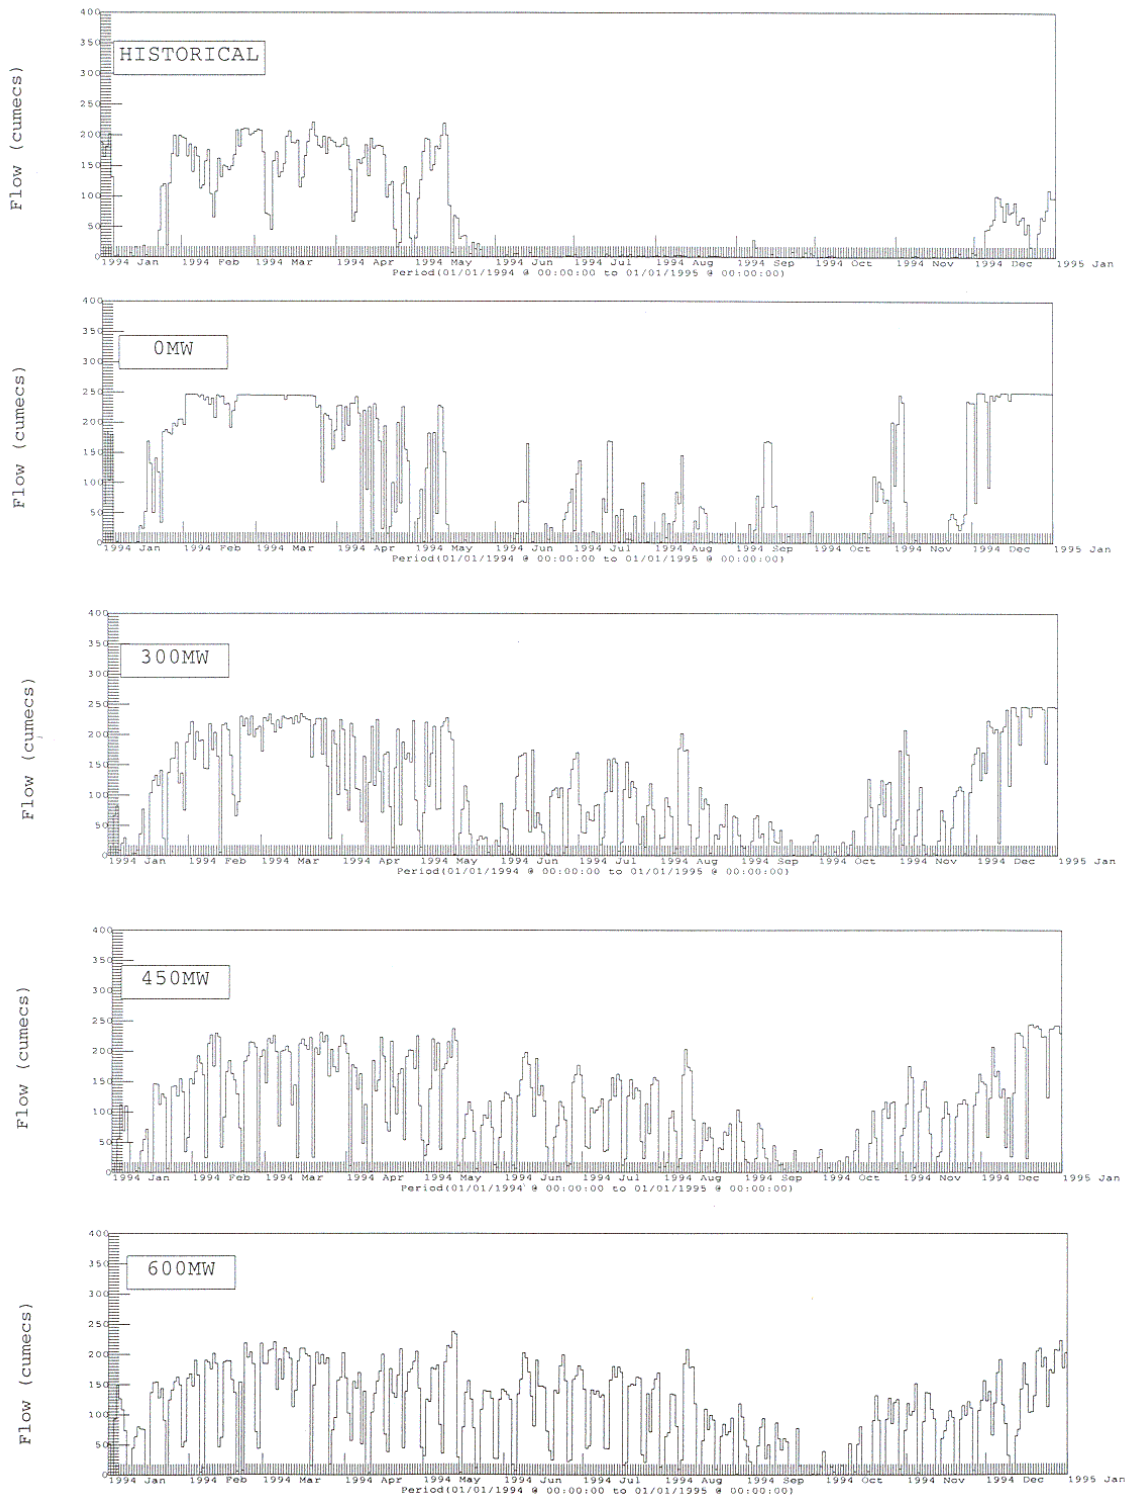 400
350
HISTORICAL
300
250
200
150
100
50
0
Flow (cumecs)
1994 Jan 1994 Feb 1994 Mar 1994 Apr 1994 May 1994 Jun 1994 Jul 1994 Aug 1994 Sep 1994 Oct 1994 Nov 1994 Dec 1995 Jan
Period(01/01/1994 @ 00:00:00 to 01/01/1995 @ 00:00:00)
400
350
0MW
300
250
200
150
100
50
0
Flow (cumecs)
1994 Jan 1994 Feb 1994 Mar 1994 Apr 1994 May 1994 Jun 1994 Jul 1994 Aug 1994 Sep 1994 Oct 1994 Nov 1994 Dec 1995 Jan
Period(01/01/1994 @ 00:00:00 to 01/01/1995 @ 00:00:00)
400
350
300MW
300
250
200
150
100
50
0
Flow (cumecs)
1994 Jan 1994 Feb 1994 Mar 1994 Apr 1994 May 1994 Jun 1994 Jul 1994 Aug 1994 Sep 1994 Oct 1994 Nov 1994 Dec 1995 Jan
Period(01/01/1994 @ 00:00:00 to 01/01/1995 @ 00:00:00)
400
350
450MW
300
250
200
150
100
50
0
Flow (cumecs)
1994 Jan 1994 Feb 1994 Mar 1994 Apr 1994 May 1994 Jun 1994 Jul 1994 Aug 1994 Sep 1994 Oct 1994 Nov 1994 Dec 1995 Jan
Period(01/01/1994 @ 00:00:00 to 01/01/1995 @ 00:00:00)
400
350
600MW
300
250
200
150
100
50
0
Flow (cumecs)
1994 Jan 1994 Feb 1994 Mar 1994 Apr 1994 May 1994 Jun 1994 Jul 1994 Aug 1994 Sep 1994 Oct 1994 Nov 1994 Dec 1995 Jan
Period(01/01/1994 @ 00:00:00 to 01/01/1995 @ 00:00:00)